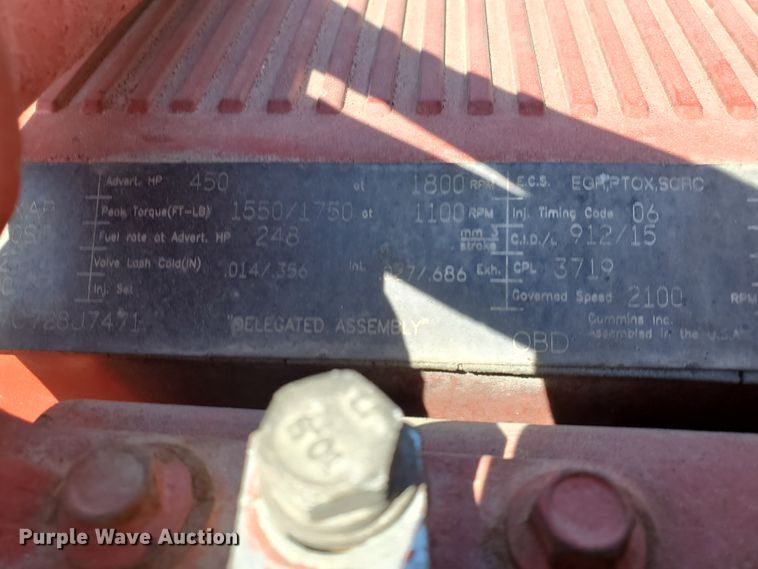 Advert. HP 450 at 1800 RPM E.C.S. EGR,PTOX,SCRC
Peak Torque(FT-LB) 1550/1750 at 1100 RPM Inj. Timing Code 06
Fuel rate at Advert. HP 248 mm3 stroke C.I.D./L 912/15
Valve Lash Cold(IN) .014/.356 Int. .027/.686 Exh. CPL 3719
Inj. Set Governed Speed 2100 RPM
728J7471 "DELEGATED ASSEMBLY" OBD Cummins Inc.
Assembled in the U.S.A
10.9
Purple Wave Auction